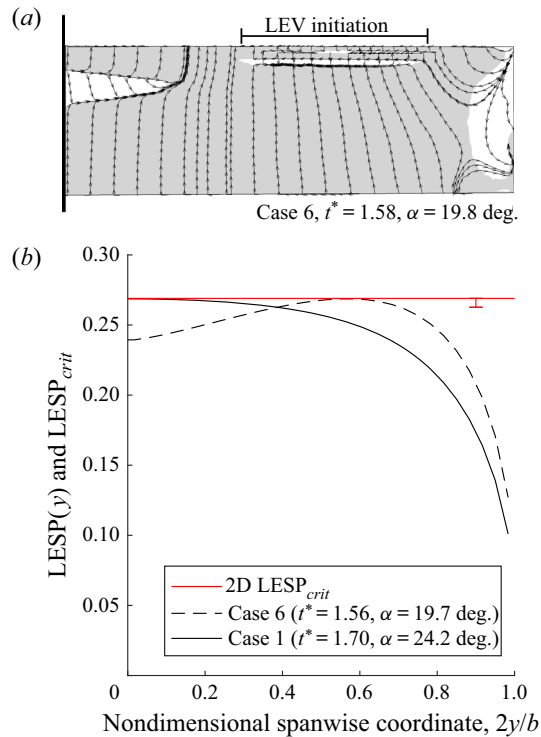 (a)
LEV initiation
Case 6, t* = 1.58, α = 19.8 deg.
(b)
0.30
0.25
0.20
0.15
0.10
0.05
LESP(y) and LESP_crit
2D LESP_crit
Case 6 (t* = 1.56, α = 19.7 deg.)
Case 1 (t* = 1.70, α = 24.2 deg.)
0 0.2 0.4 0.6 0.8 1.0
Nondimensional spanwise coordinate, 2y/b